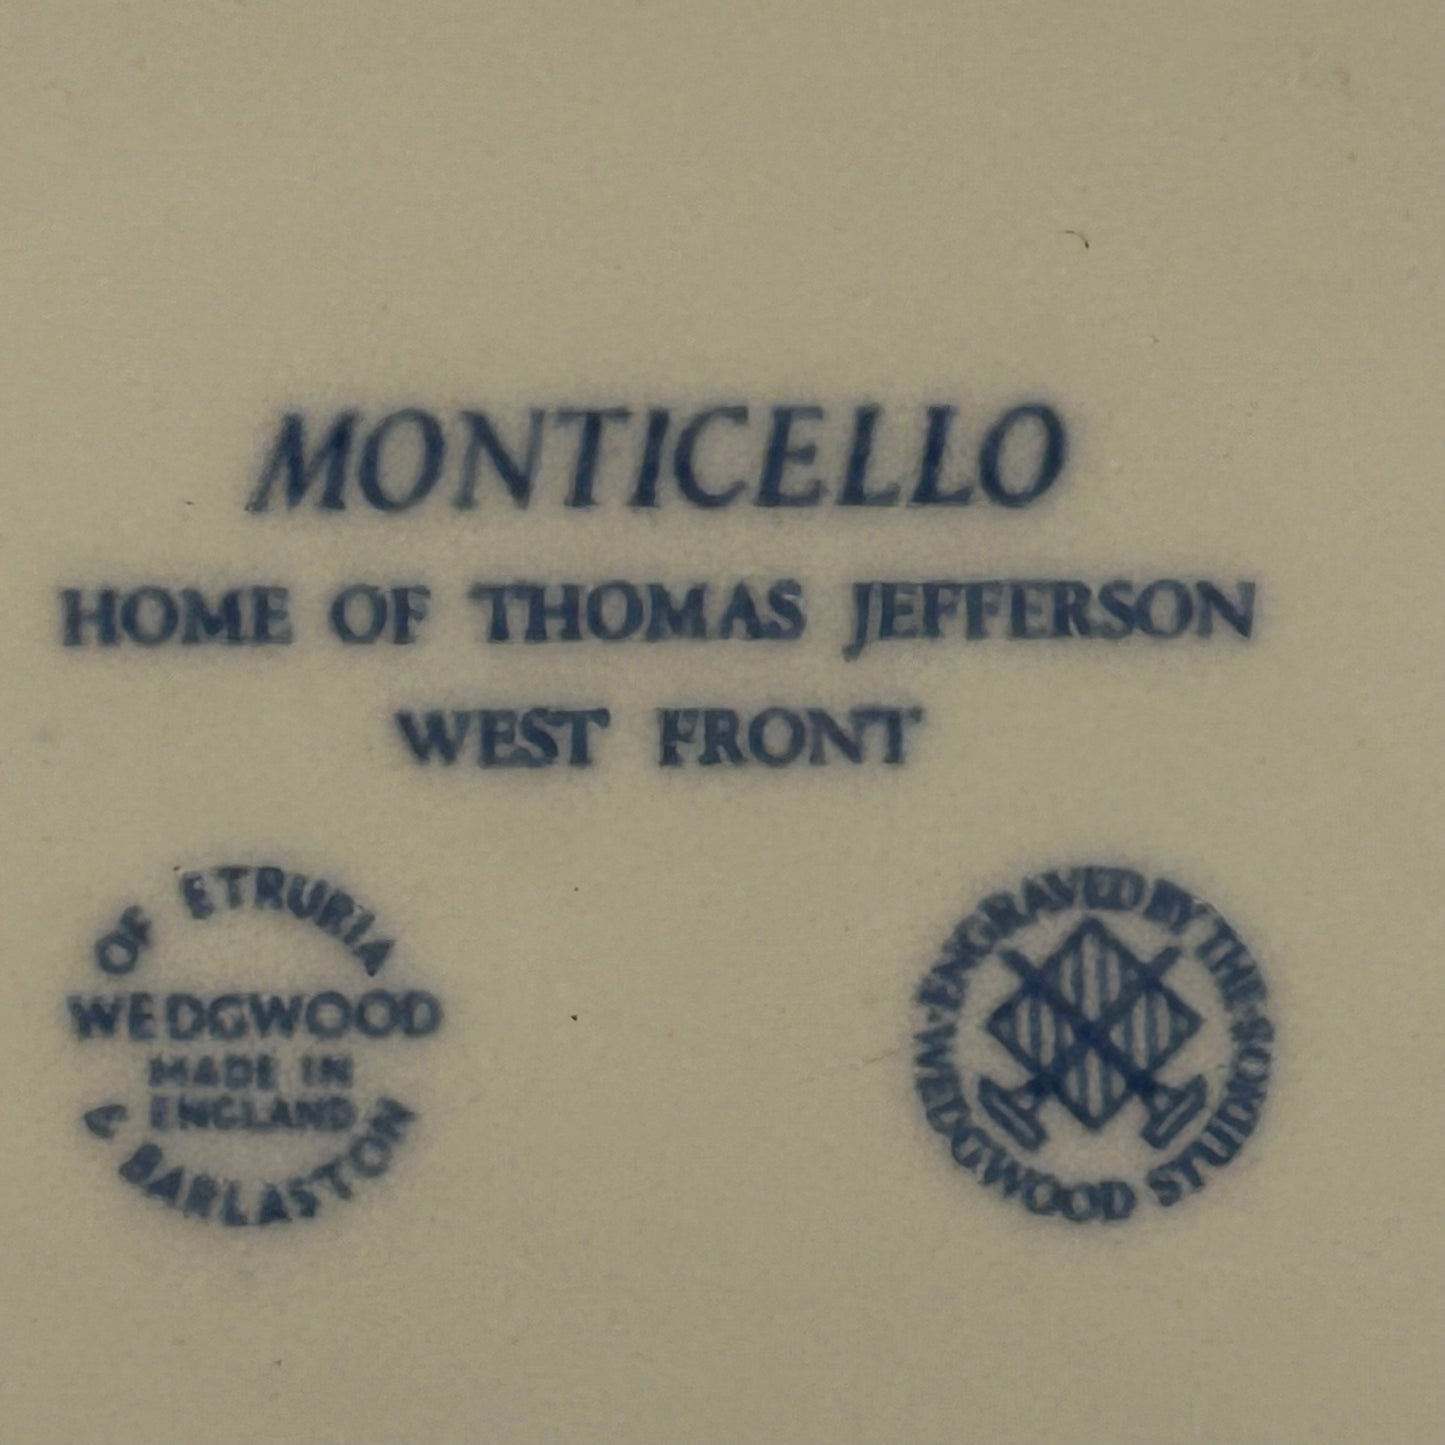 MONTICELLO
HOME OF THOMAS JEFFERSON
WEST FRONT
OF ETRURIA
WEDGWOOD
MADE IN
ENGLAND
& BARLASTON
ENGRAVED BY THE·STUDIOS
WEDGWOOD